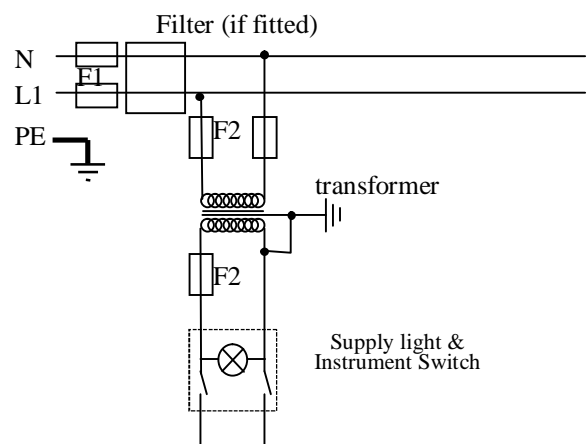 Filter (if fitted)
N
F1
L1
F2
PE
transformer
F2
Supply light &
Instrument Switch